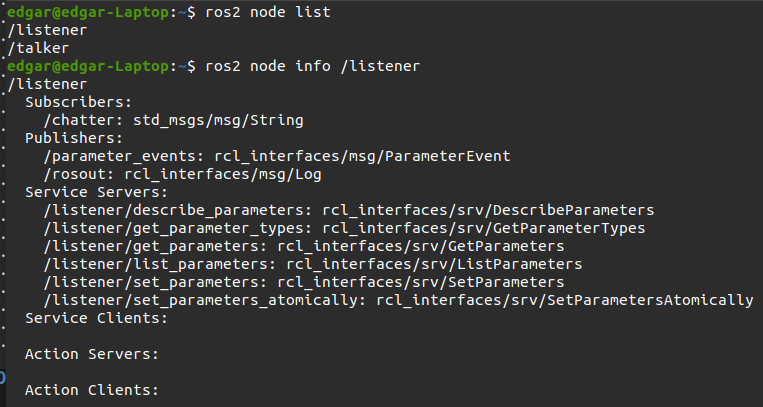 edgar@edgar-Laptop:~$ ros2 node list
/listener
/talker
edgar@edgar-Laptop:~$ ros2 node info /listener
/listener
  Subscribers:
    /chatter: std_msgs/msg/String
  Publishers:
    /parameter_events: rcl_interfaces/msg/ParameterEvent
    /rosout: rcl_interfaces/msg/Log
  Service Servers:
    /listener/describe_parameters: rcl_interfaces/srv/DescribeParameters
    /listener/get_parameter_types: rcl_interfaces/srv/GetParameterTypes
    /listener/get_parameters: rcl_interfaces/srv/GetParameters
    /listener/list_parameters: rcl_interfaces/srv/ListParameters
    /listener/set_parameters: rcl_interfaces/srv/SetParameters
    /listener/set_parameters_atomically: rcl_interfaces/srv/SetParametersAtomically
  Service Clients:

  Action Servers:

  Action Clients: